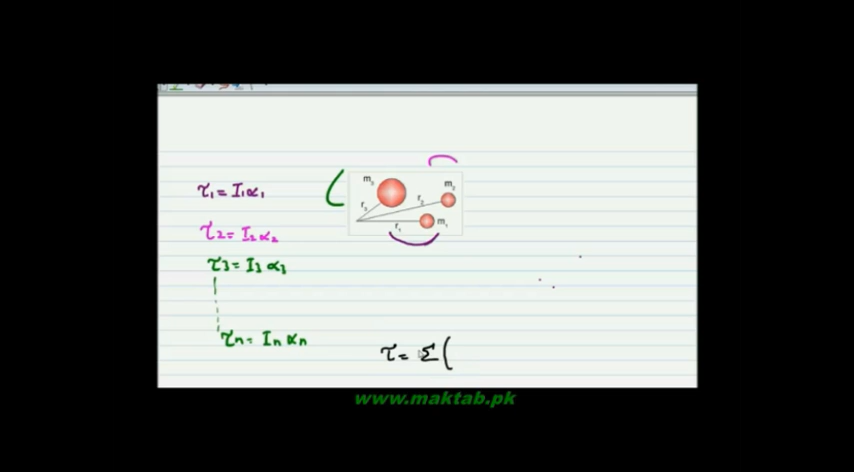 τ₁ = I₁α₁
m₃
m₂
r₃
r₂
r₁
m₁
τ₂ = I₂α₂
τ₃ = I₃α₃
τn = Inαn
τ = Σ(
www.maktab.pk